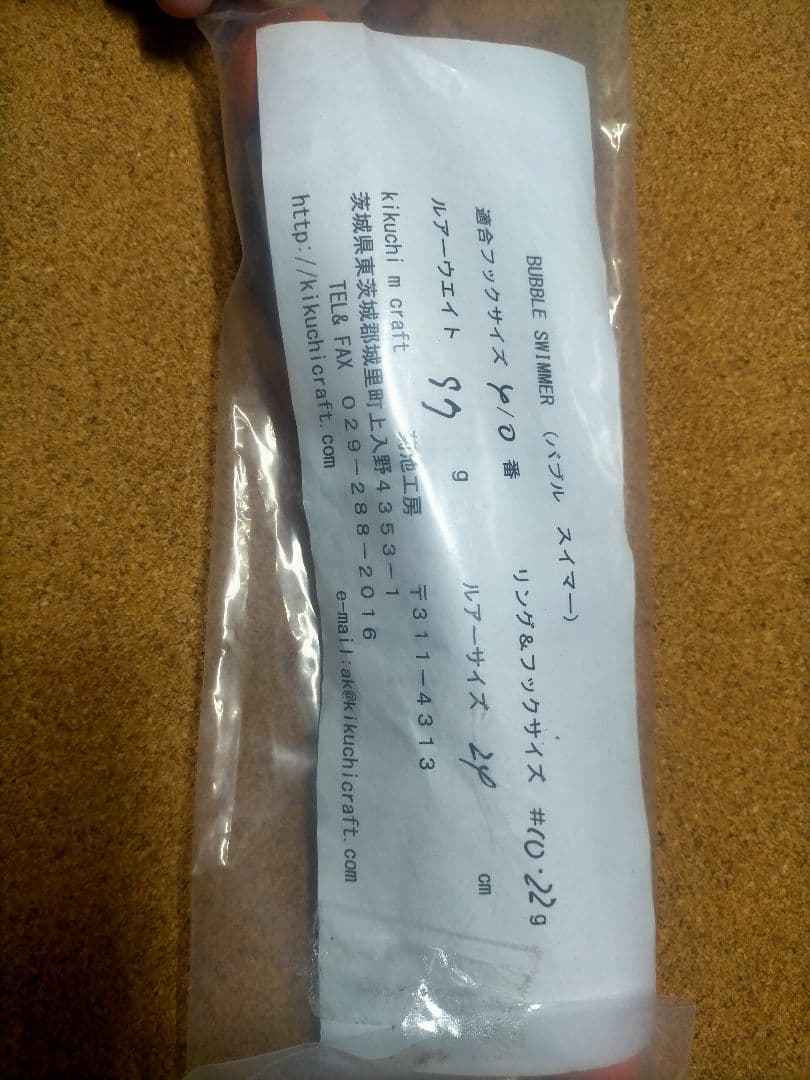 BUBBLE SWIMMER (バブル スイマー)
適合フックサイズ 4/0番 リング&フックサイズ #10・22g
ルアーウエイト 97 g ルアーサイズ 24 cm
kikuchi m craft 菊池工房 〒311-4313
茨城県東茨城郡城里町上入野4353-1
TEL& FAX 029-288-2016
http://kikuchicraft.com e-mail:ak@kikuchicraft.com